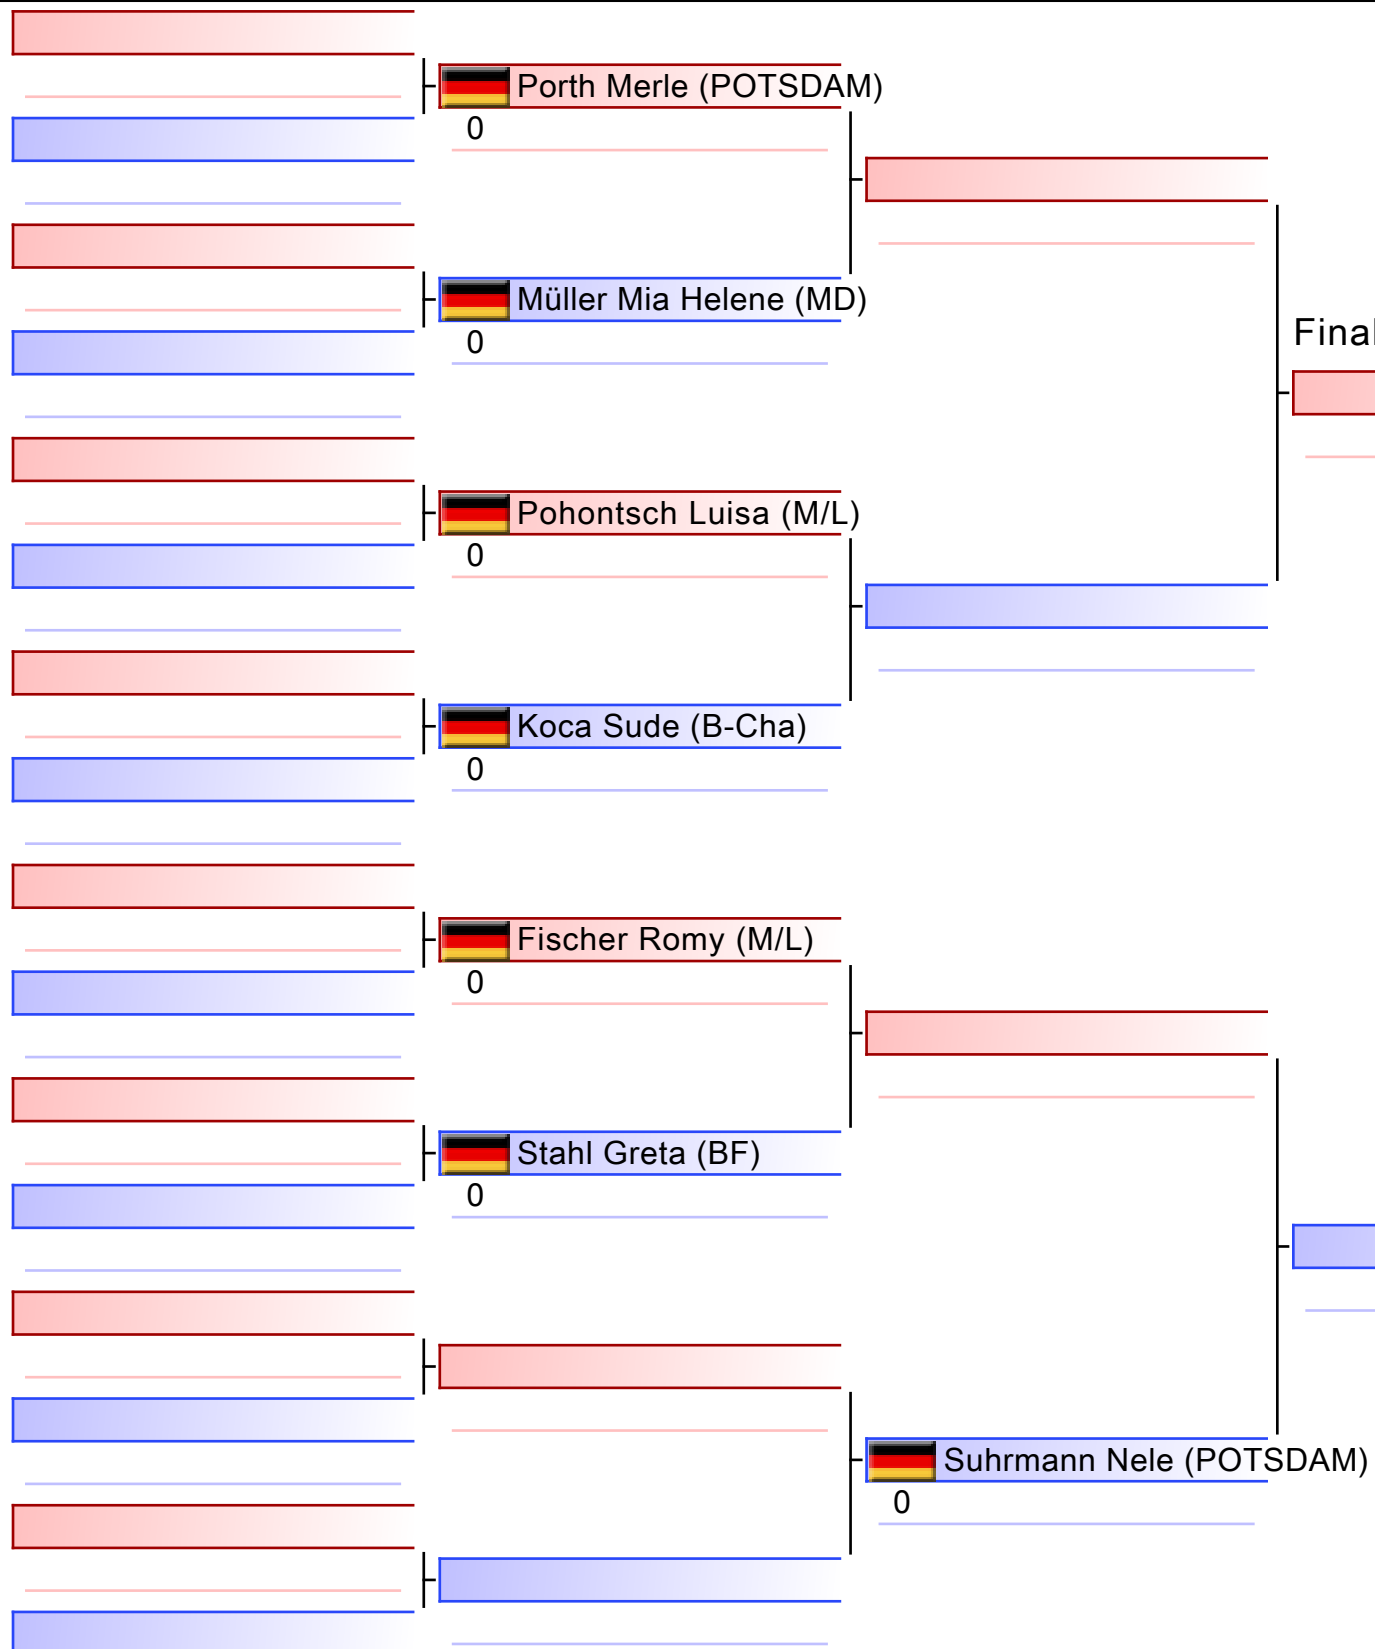 Porth Merle (POTSDAM)
0
Müller Mia Helene (MD)
0
Final
Pohontsch Luisa (M/L)
0
Koca Sude (B-Cha)
0
Fischer Romy (M/L)
0
Stahl Greta (BF)
0
Suhrmann Nele (POTSDAM)
0